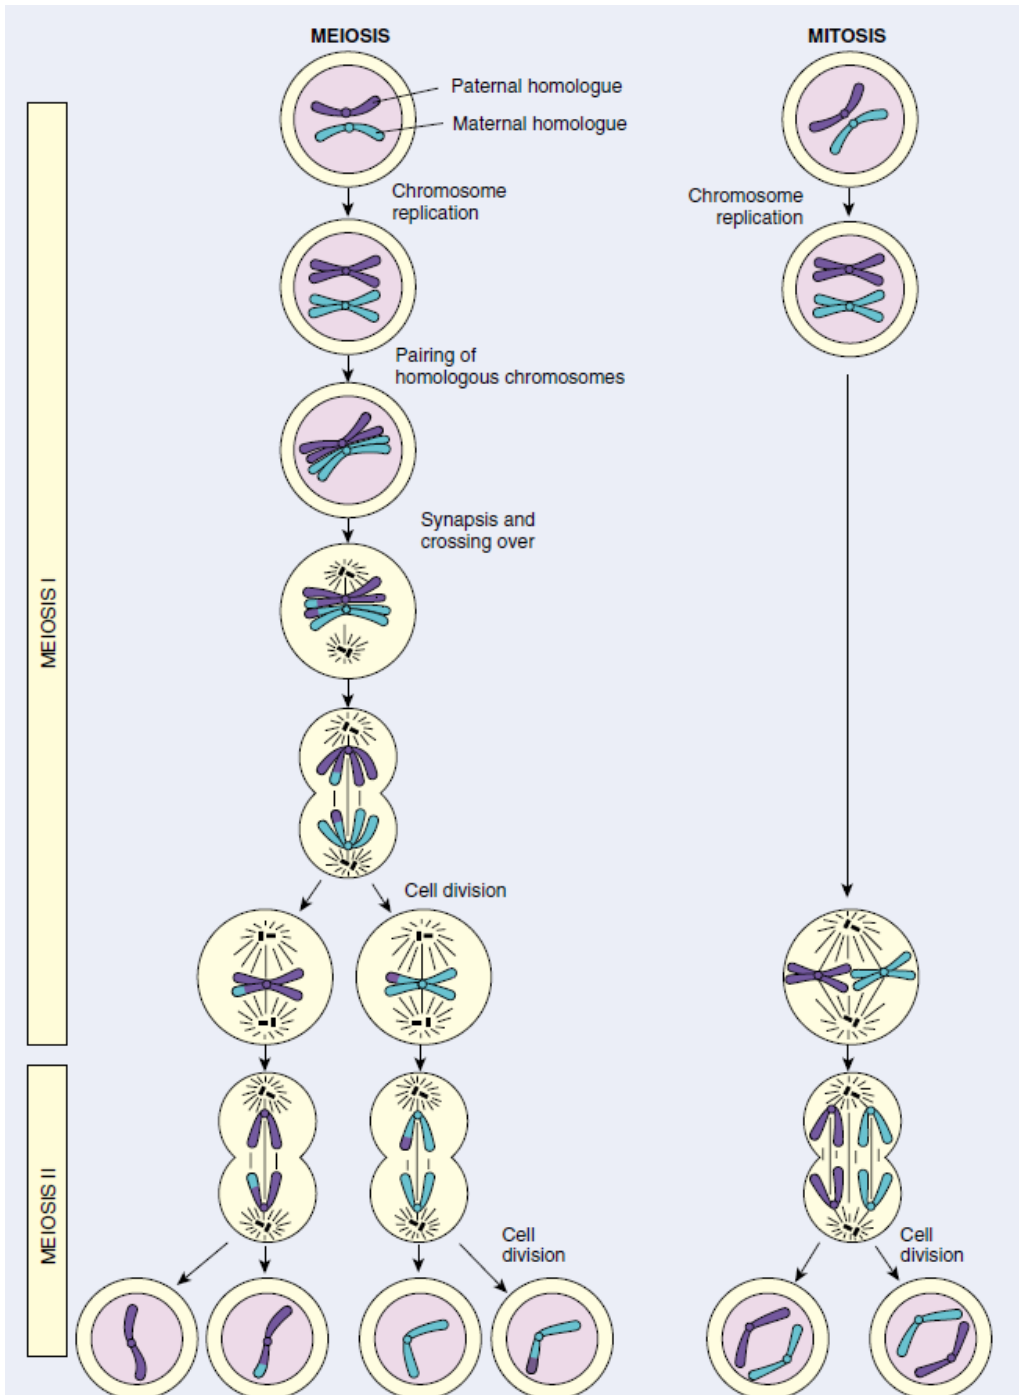 MEIOSIS
MITOSIS
Paternal homologue
Maternal homologue
Chromosome
replication
Chromosome
replication
Pairing of
homologous chromosomes
Synapsis and
crossing over
MEIOSIS I
Cell division
MEIOSIS II
Cell
division
Cell
division